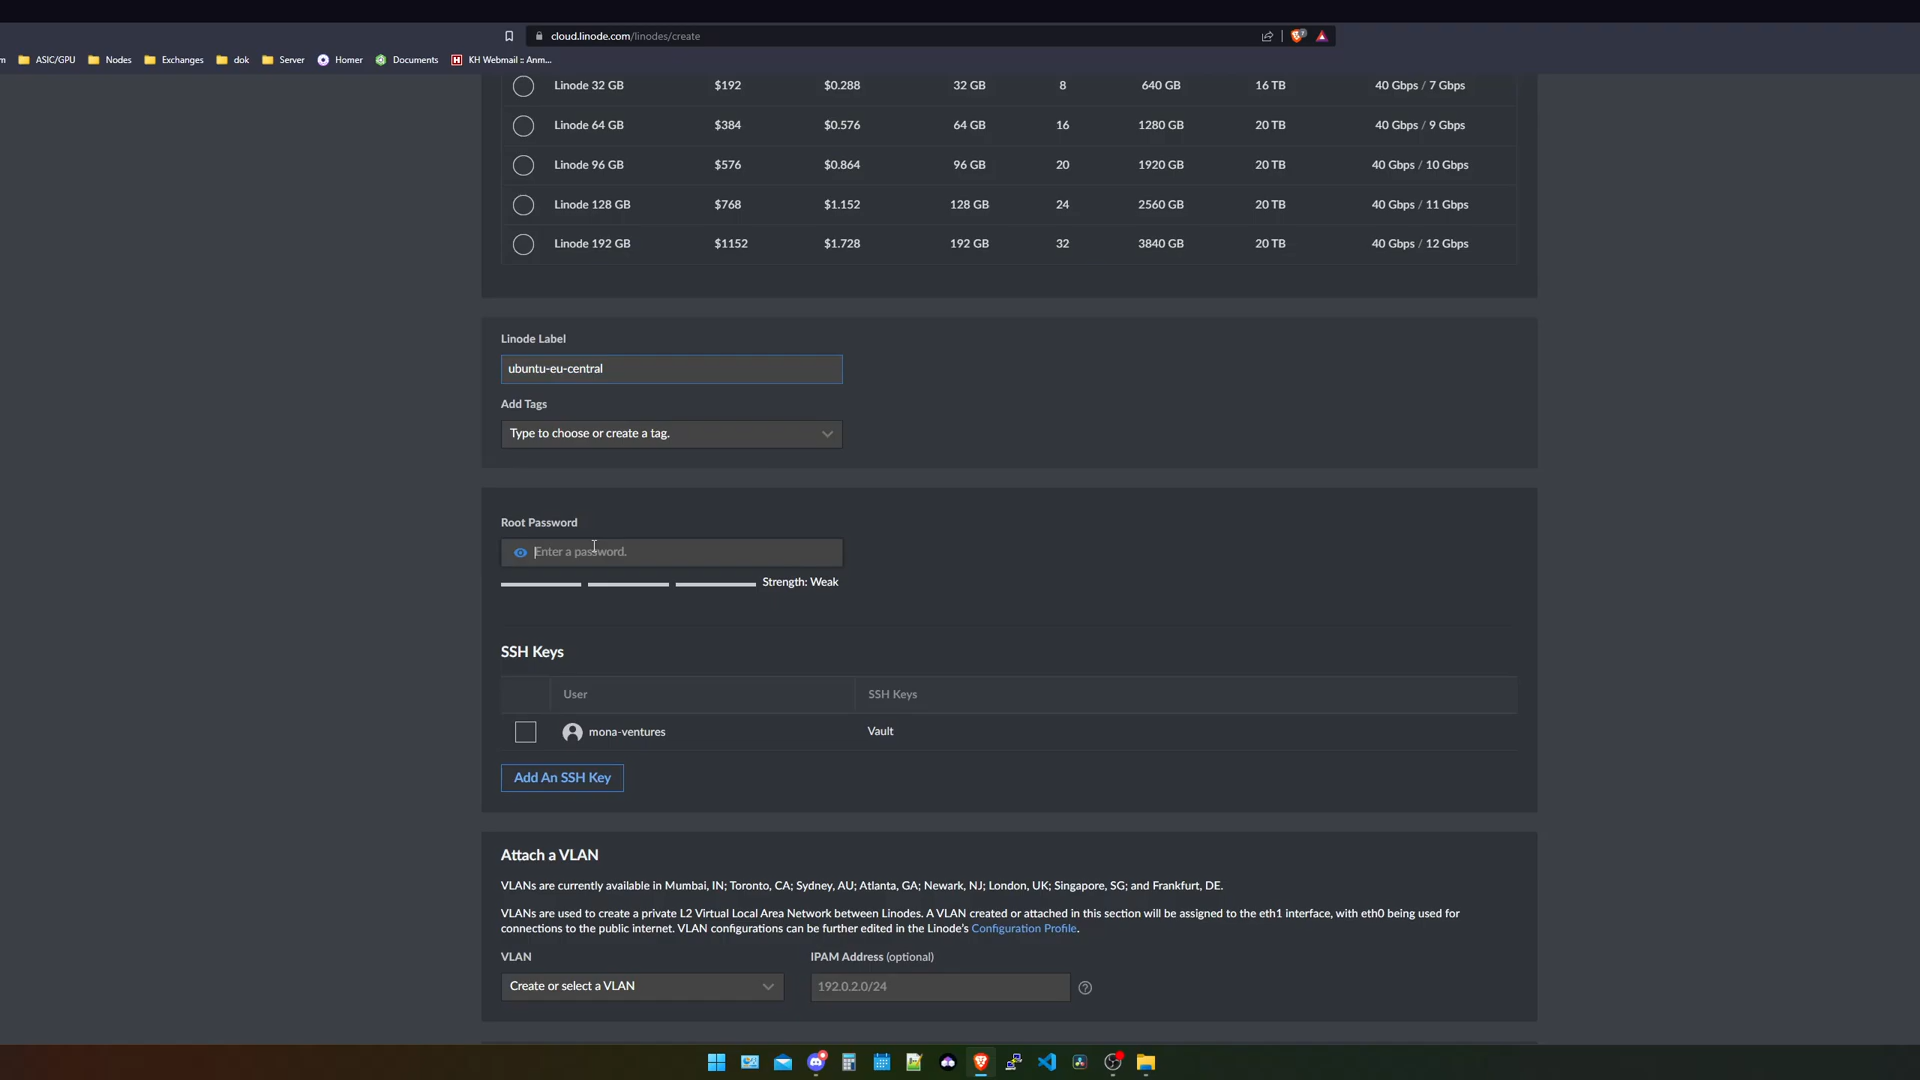 cloud.linode.com/linodes/create
m ASIC/GPU Nodes Exchanges dok Server Homer Documents KH Webmail :: Anm...
Linode 32 GB $192 $0.288 32 GB 8 640 GB 16 TB 40 Gbps / 7 Gbps
Linode 64 GB $384 $0.576 64 GB 16 1280 GB 20 TB 40 Gbps / 9 Gbps
Linode 96 GB $576 $0.864 96 GB 20 1920 GB 20 TB 40 Gbps / 10 Gbps
Linode 128 GB $768 $1.152 128 GB 24 2560 GB 20 TB 40 Gbps / 11 Gbps
Linode 192 GB $1152 $1.728 192 GB 32 3840 GB 20 TB 40 Gbps / 12 Gbps
Linode Label
ubuntu-eu-central
Add Tags
Type to choose or create a tag.
Root Password
Enter a password.
Strength: Weak
SSH Keys
User SSH Keys
mona-ventures Vault
Add An SSH Key
Attach a VLAN
VLANs are currently available in Mumbai, IN; Toronto, CA; Sydney, AU; Atlanta, GA; Newark, NJ; London, UK; Singapore, SG; and Frankfurt, DE.
VLANs are used to create a private L2 Virtual Local Area Network between Linodes. A VLAN created or attached in this section will be assigned to the eth1 interface, with eth0 being used for
connections to the public internet. VLAN configurations can be further edited in the Linode's Configuration Profile.
VLAN IPAM Address (optional)
Create or select a VLAN 192.0.2.0/24